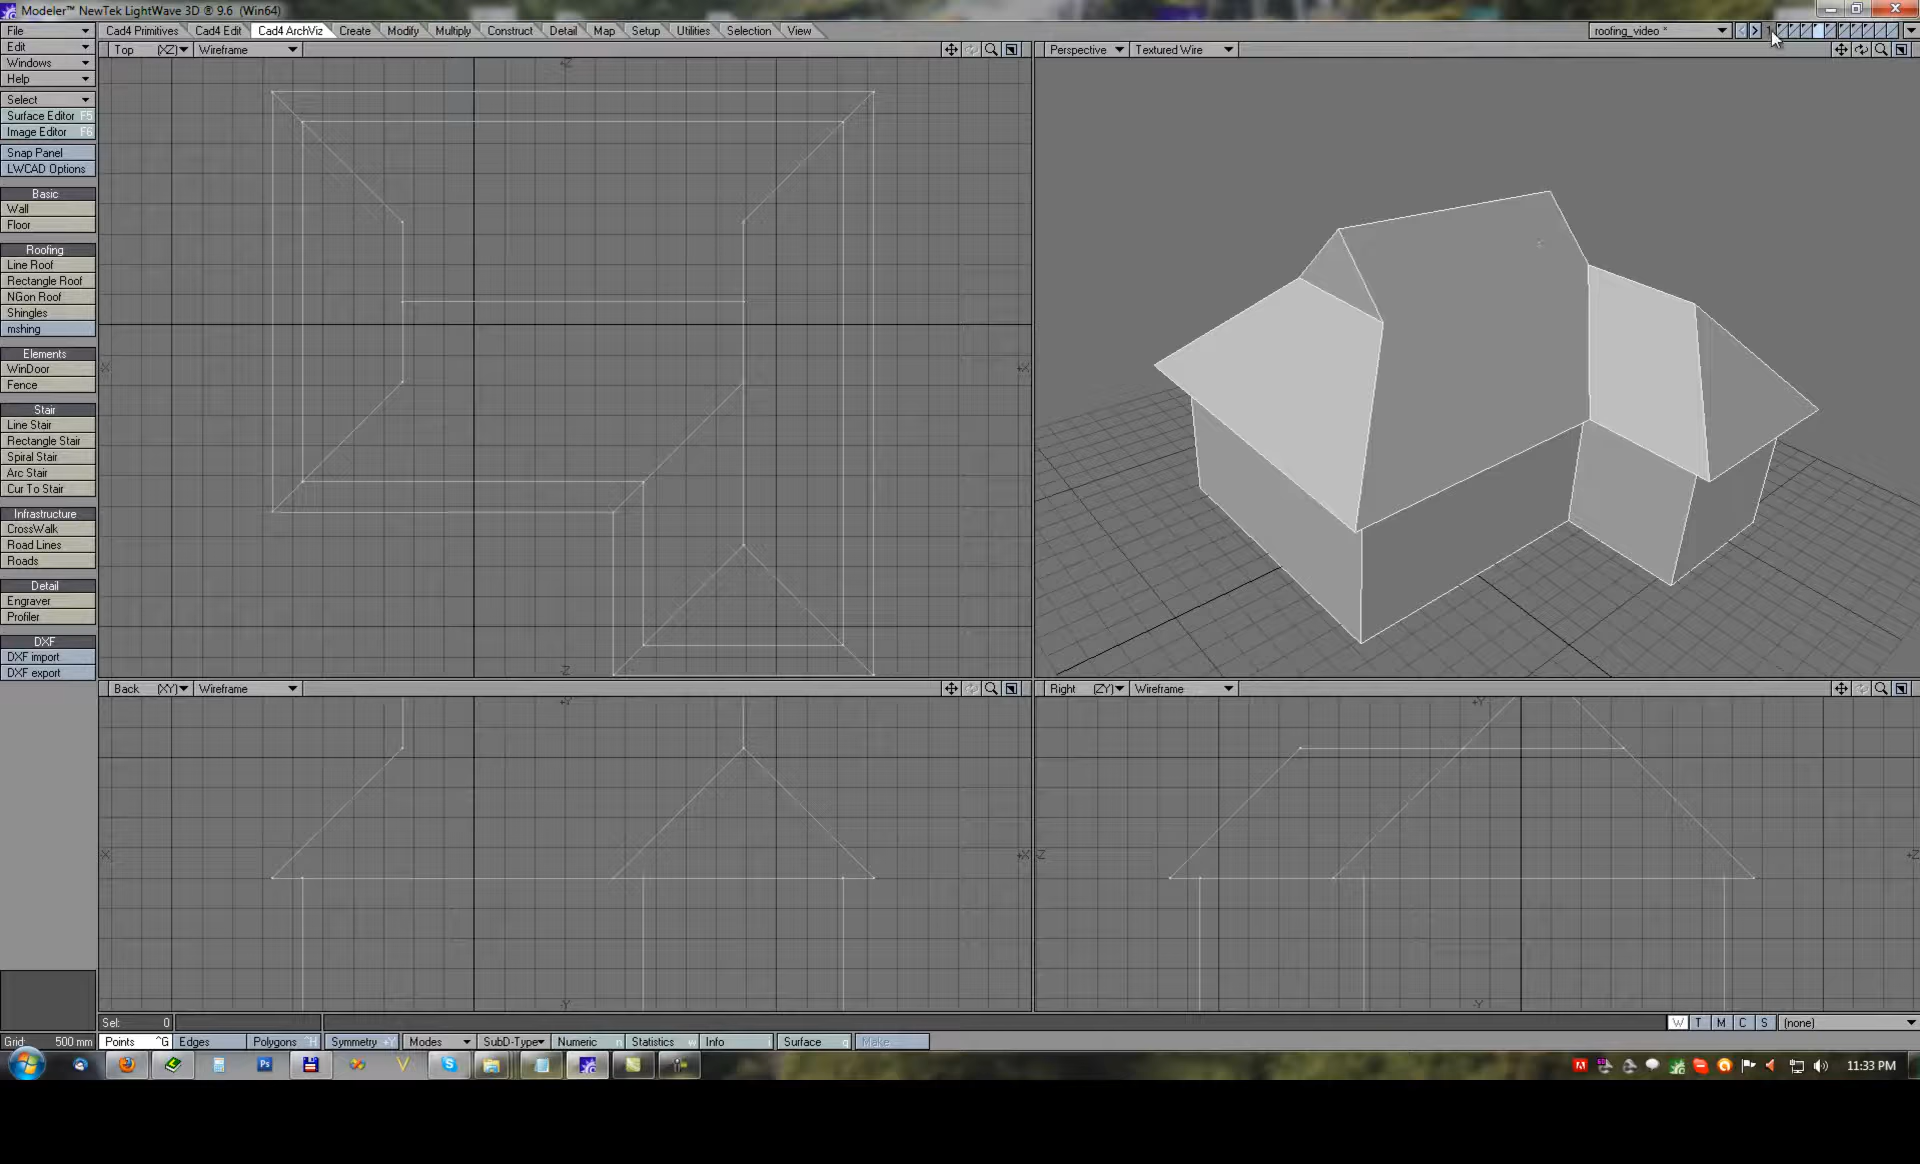 Modeler™ NewTek LightWave 3D ® 9.6 (Win64)
File
Cad4 Primitives Cad4 Edit Cad4 ArchViz Create Modify Multiply Construct Detail Map Setup Utilities Selection View
roofing_video *
Edit
Windows
Help
Top (XZ) Wireframe
Perspective Textured Wire
Select
Surface Editor F5
Image Editor F6
Snap Panel
LWCAD Options
Basic
Wall
Floor
Roofing
Line Roof
Rectangle Roof
NGon Roof
Shingles
mshing
Elements
WinDoor
Fence
Stair
Line Stair
Rectangle Stair
Spiral Stair
Arc Stair
Cur To Stair
Infrastructure
CrossWalk
Road Lines
Roads
Detail
Engraver
Profiler
DXF
DXF import
DXF export
Back (XY) Wireframe
Right (ZY) Wireframe
Sel: 0
W T M C S (none)
Grid: 500 mm Points ^G Edges Polygons ^H Symmetry +Y Modes SubD-Type Numeric n Statistics w Info i Surface q Make
11:33 PM